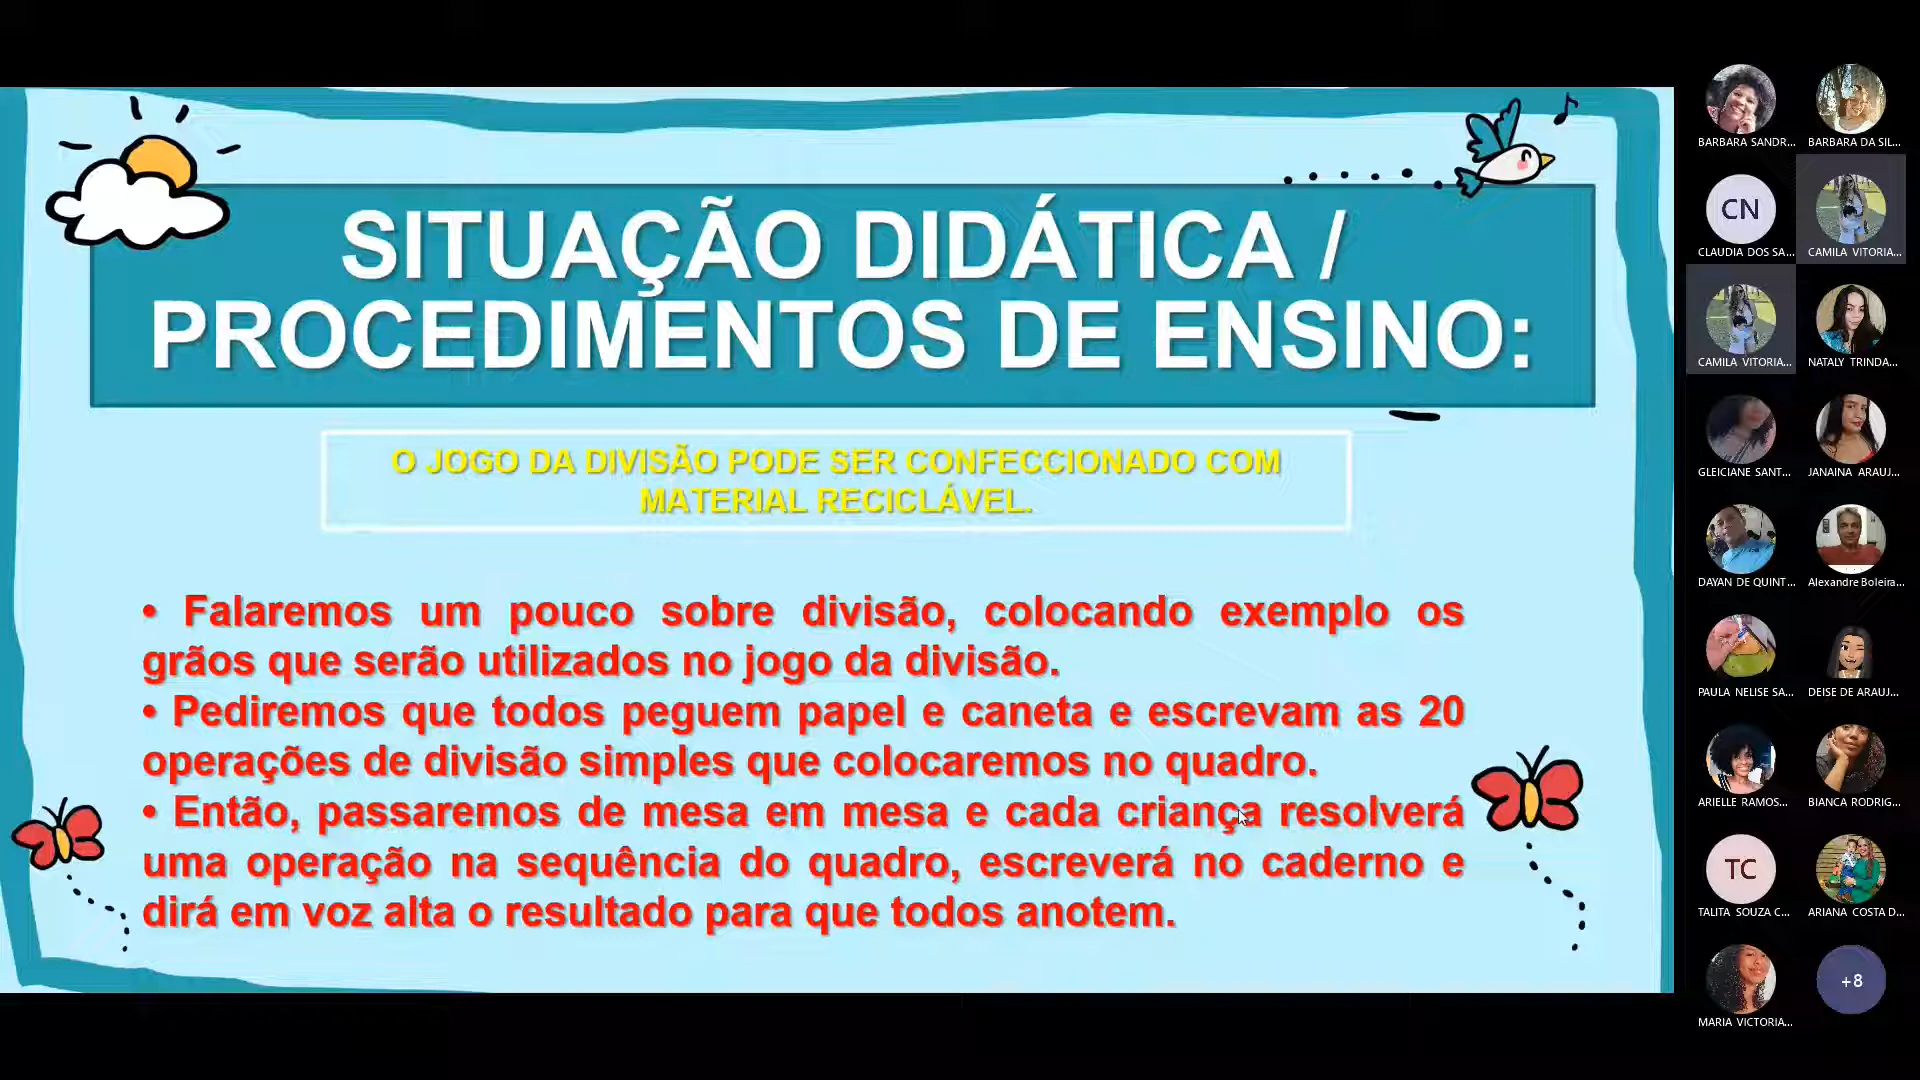 SITUAÇÃO DIDÁTICA /
PROCEDIMENTOS DE ENSINO:
O JOGO DA DIVISÃO PODE SER CONFECCIONADO COM
MATERIAL RECICLÁVEL.
• Falaremos um pouco sobre divisão, colocando exemplo os
grãos que serão utilizados no jogo da divisão.
• Pediremos que todos peguem papel e caneta e escrevam as 20
operações de divisão simples que colocaremos no quadro.
• Então, passaremos de mesa em mesa e cada criança resolverá
uma operação na sequência do quadro, escreverá no caderno e
dirá em voz alta o resultado para que todos anotem.
BARBARA SANDR...
BARBARA DA SIL...
CN
CLAUDIA DOS SA...
CAMILA VITORIA...
CAMILA VITORIA...
NATALY TRINDA...
GLEICIANE SANT...
JANAINA ARAUJ...
DAYAN DE QUINT...
Alexandre Boleira...
PAULA NELISE SA...
DEISE DE ARAUJ...
ARIELLE RAMOS...
BIANCA RODRIG...
TC
TALITA SOUZA C...
ARIANA COSTA D...
MARIA VICTORIA...
+8